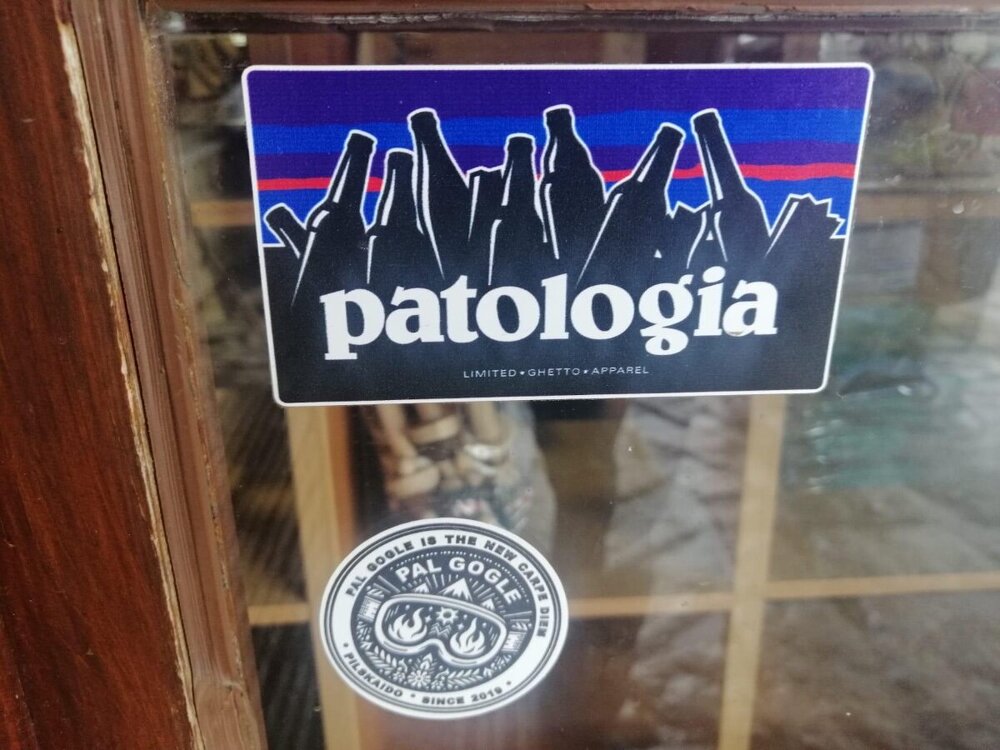 patologia
LIMITED★GHETTO★APPAREL
PAL GOGLE IS THE NEW CARPE DIEM
PAL GOGLE
• PILSKAIDO • SINCE 2019 •